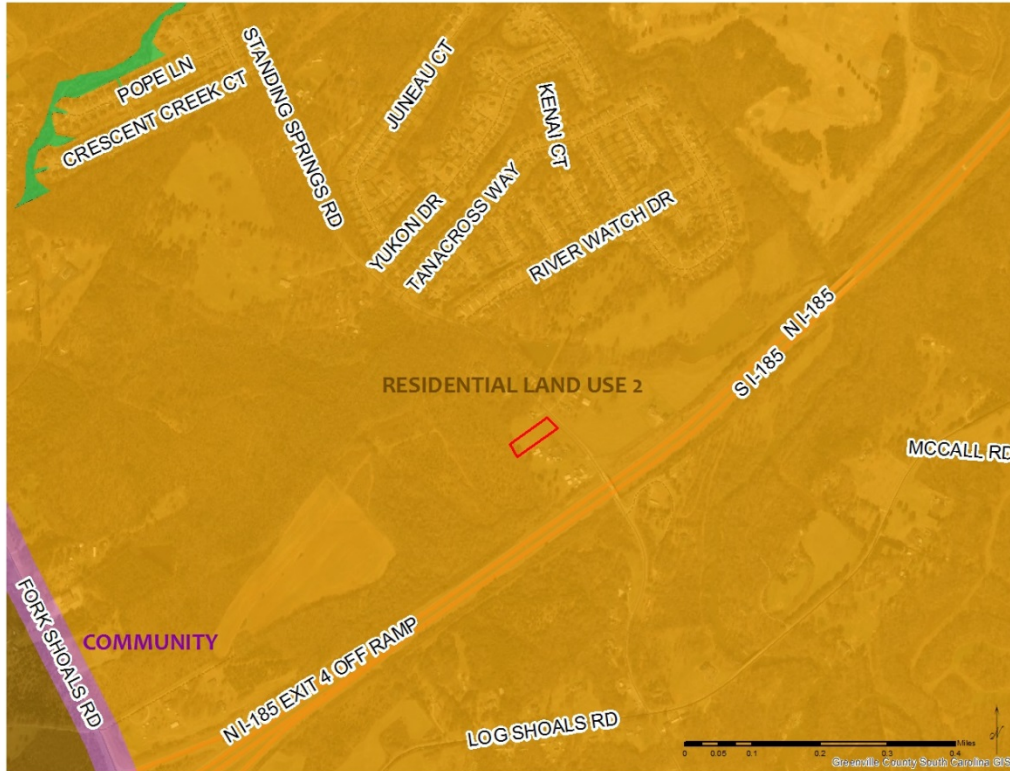 POPE LN
CRESCENT CREEK CT
STANDING SPRINGS RD
JUNEAU CT
KENAI CT
YUKON DR
TANACROSS WAY
RIVER WATCH DR
S I-185
N I-185
RESIDENTIAL LAND USE 2
MCCALL RD
FORK SHOALS RD
COMMUNITY
N I-185 EXIT 4 OFF RAMP
LOG SHOALS RD
Miles
0 0.05 0.1 0.2 0.3 0.4
Greenville County South Carolina GIS